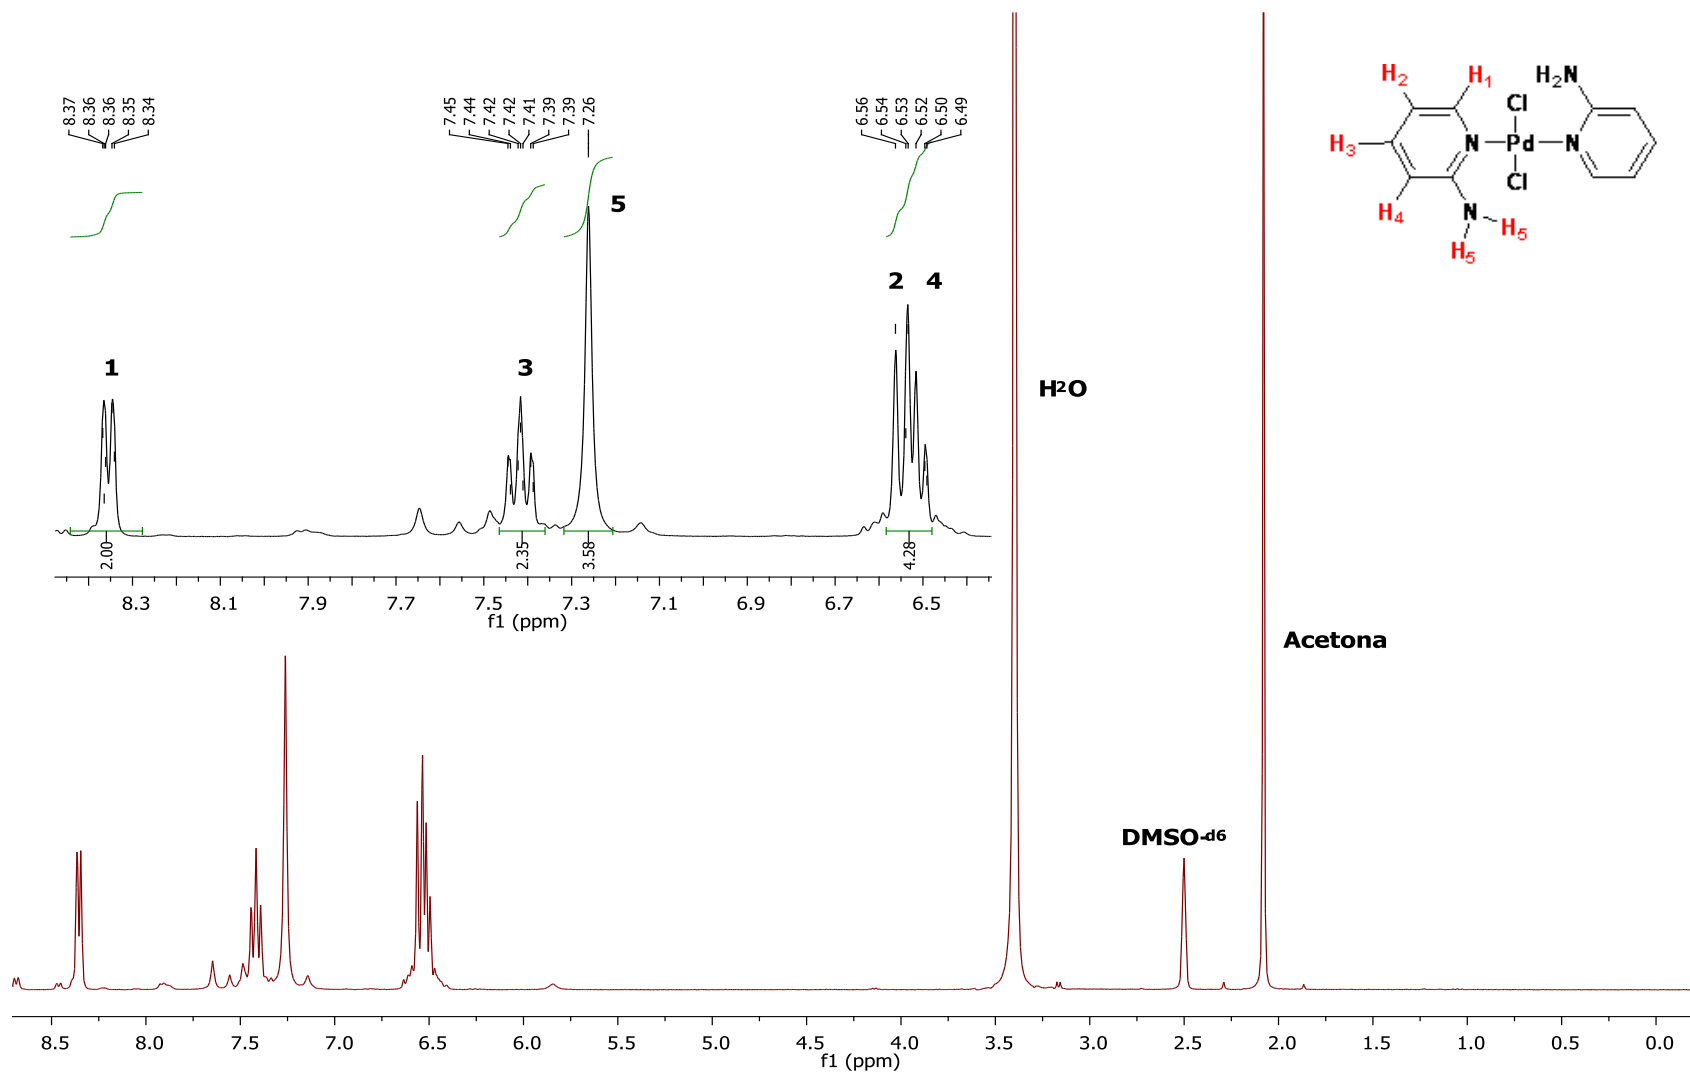 8.37
8.36
8.36
8.35
8.34
7.45
7.44
7.42
7.42
7.41
7.39
7.39
7.26
6.56
6.54
6.53
6.52
6.50
6.49
H2
H1
H3
H4
N
N
H5
H5
Cl
Pd
Cl
H2N
N
5
2 4
1
3
2.00
2.35
3.58
4.28
8.3 8.1 7.9 7.7 7.5 7.3 7.1 6.9 6.7 6.5
f1 (ppm)
H2O
Acetona
DMSO-d6
8.5 8.0 7.5 7.0 6.5 6.0 5.5 5.0 4.5 4.0 3.5 3.0 2.5 2.0 1.5 1.0 0.5 0.0
f1 (ppm)